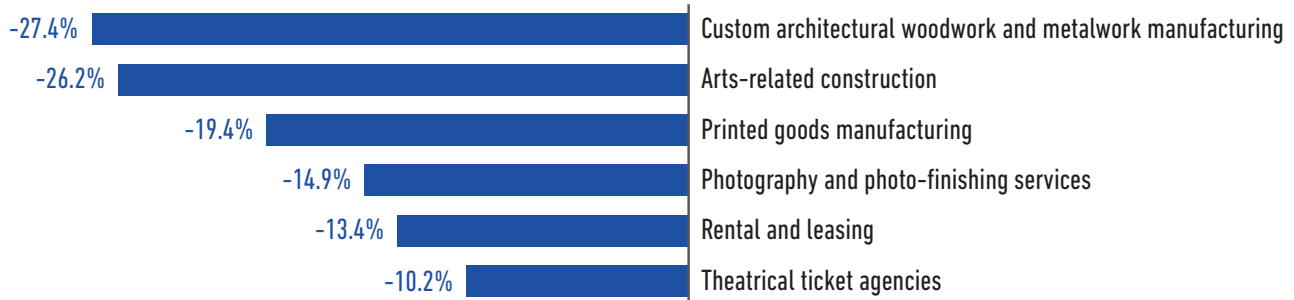 -27.4% Custom architectural woodwork and metalwork manufacturing
-26.2% Arts-related construction
-19.4% Printed goods manufacturing
-14.9% Photography and photo-finishing services
-13.4% Rental and leasing
-10.2% Theatrical ticket agencies